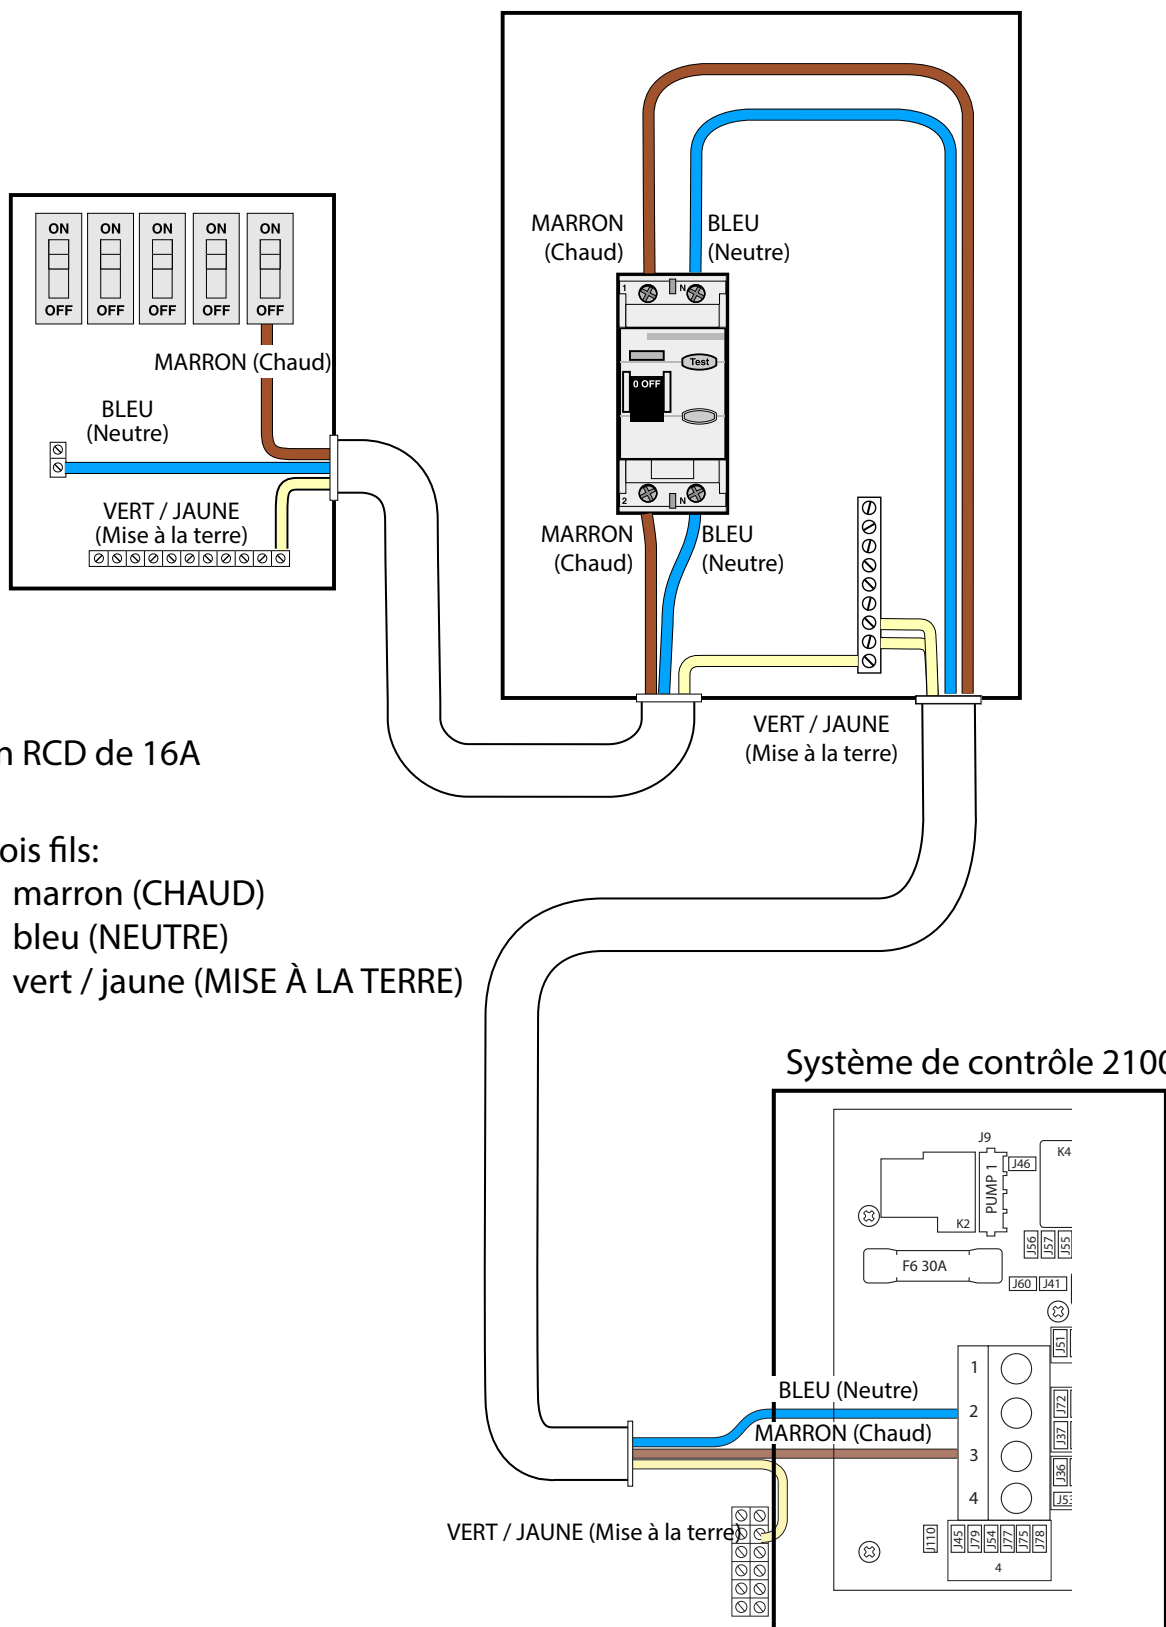 MARRON
(Chaud)
BLEU
(Neutre)
ON
ON
ON
ON
ON
OFF
OFF
OFF
OFF
OFF
1
N
Test
0 OFF
2
N
MARRON (Chaud)
BLEU
(Neutre)
VERT / JAUNE
(Mise à la terre)
MARRON
(Chaud)
BLEU
(Neutre)
VERT / JAUNE
(Mise à la terre)
n RCD de 16A
ois fils:
marron (CHAUD)
bleu (NEUTRE)
vert / jaune (MISE À LA TERRE)
Système de contrôle 2100
J9
PUMP 1
J46
K4
K2
J56
J57
J55
F6 30A
J60
J41
J51
1
2
3
4
J72
J37
J36
J53
BLEU (Neutre)
MARRON (Chaud)
VERT / JAUNE (Mise à la terre)
J110
J45
J79
J54
J77
J75
J78
4